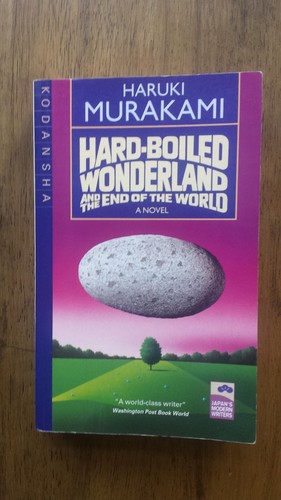 KODANSHA
HARUKI
MURAKAMI
HARD-BOILED
WONDERLAND
AND THE END OF THE WORLD
A NOVEL
"A world-class writer"
Washington Post Book World
JAPAN'S
MODERN
WRITERS